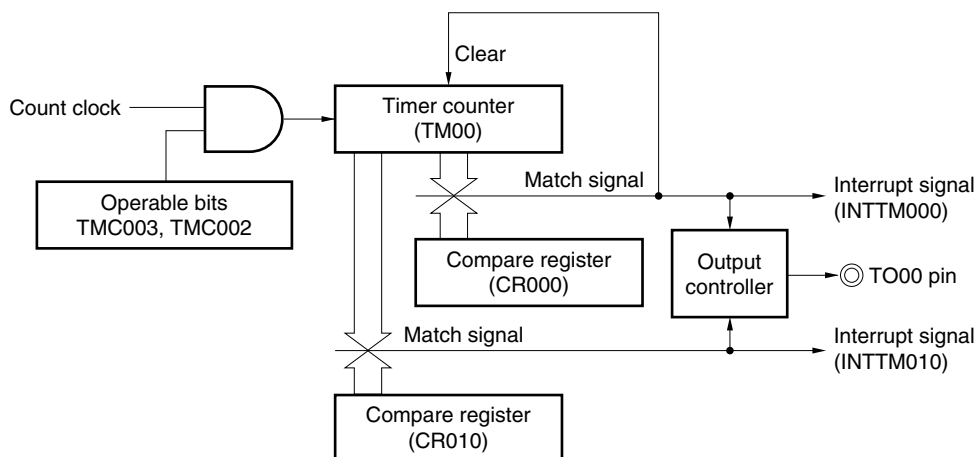 Clear
Count clock
Timer counter
(TM00)
Operable bits
TMC003, TMC002
Match signal
Interrupt signal
(INTTM000)
Compare register
(CR000)
Output
controller
TO00 pin
Match signal
Interrupt signal
(INTTM010)
Compare register
(CR010)